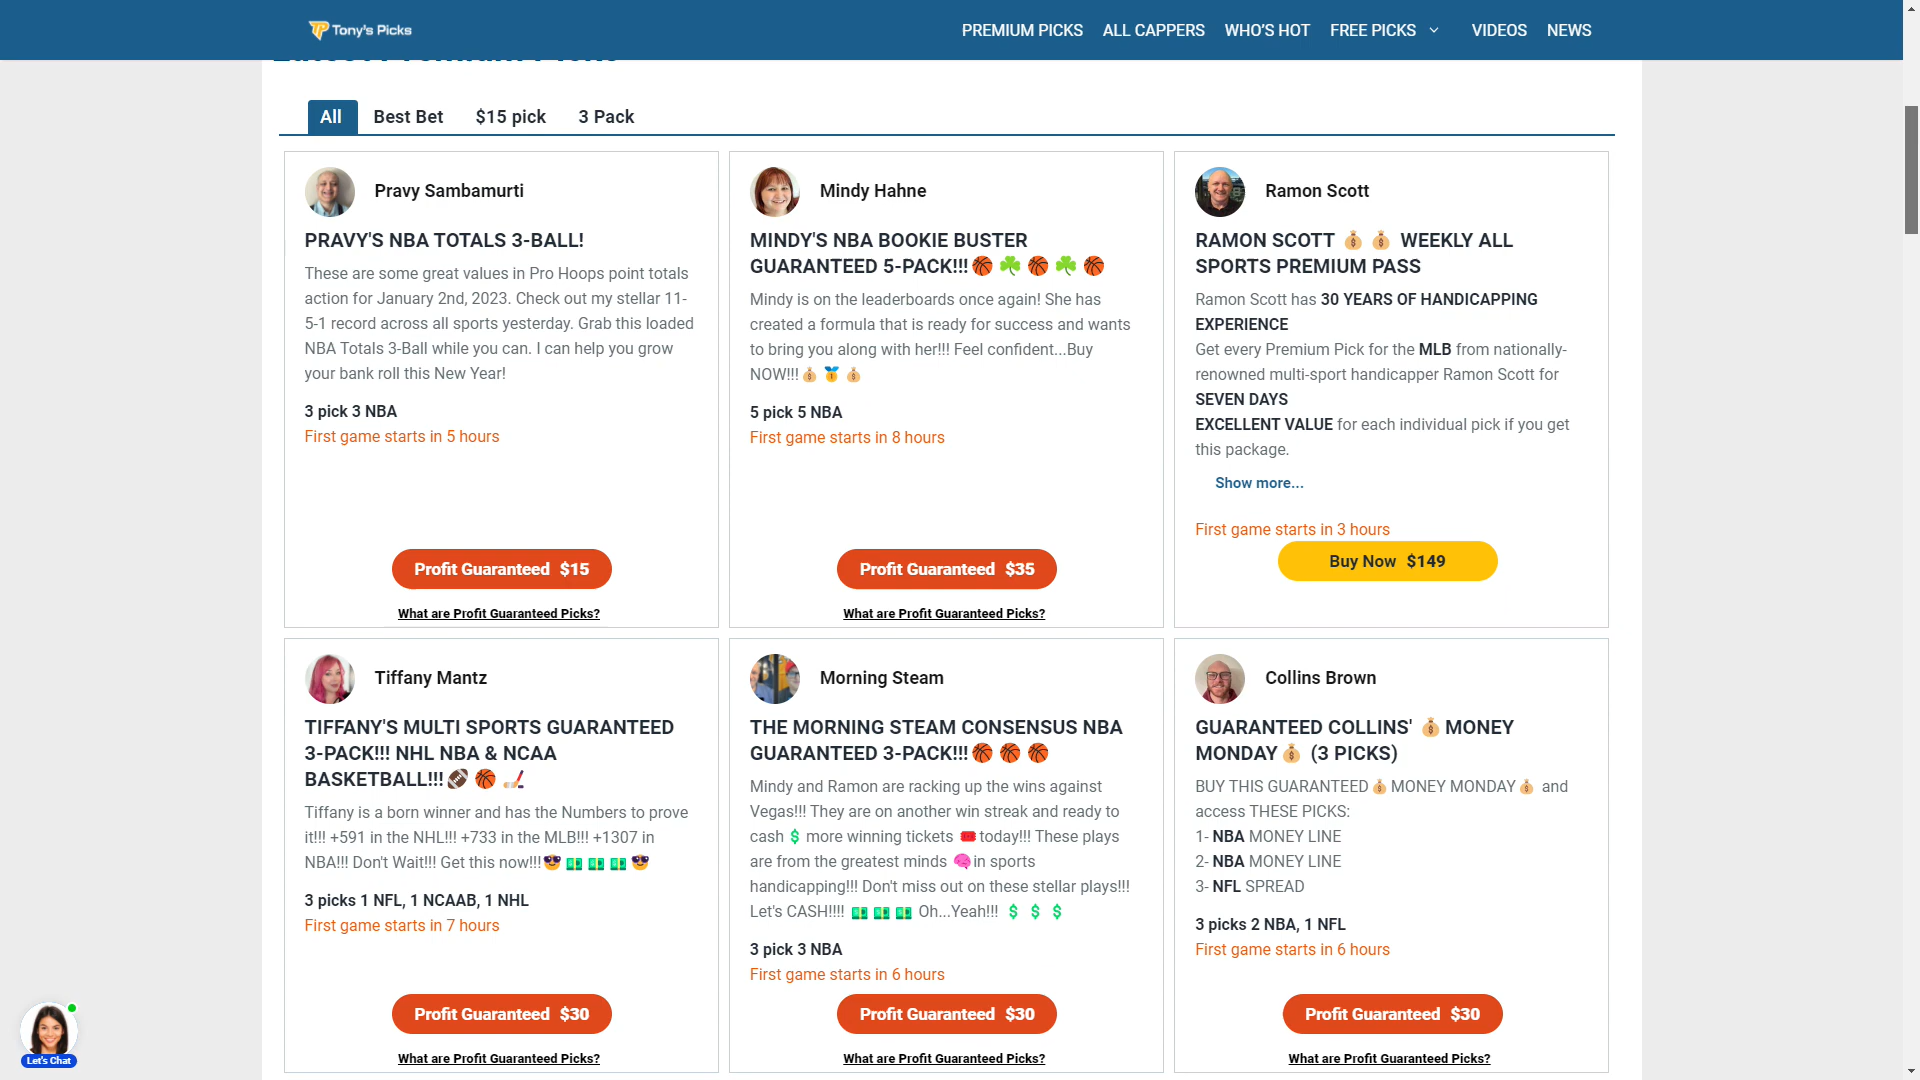 Tony's Picks
PREMIUM PICKS ALL CAPPERS WHO'S HOT FREE PICKS VIDEOS NEWS
All Best Bet $15 pick 3 Pack
Pravy Sambamurti
PRAVY'S NBA TOTALS 3-BALL!
These are some great values in Pro Hoops point totals
action for January 2nd, 2023. Check out my stellar 11-
5-1 record across all sports yesterday. Grab this loaded
NBA Totals 3-Ball while you can. I can help you grow
your bank roll this New Year!
3 pick 3 NBA
First game starts in 5 hours
Profit Guaranteed $15
What are Profit Guaranteed Picks?
Mindy Hahne
MINDY'S NBA BOOKIE BUSTER
GUARANTEED 5-PACK!!!🏀 ☘️ 🏀 ☘️ 🏀
Mindy is on the leaderboards once again! She has
created a formula that is ready for success and wants
to bring you along with her!!! Feel confident...Buy
NOW!!!💰 🥇 💰
5 pick 5 NBA
First game starts in 8 hours
Profit Guaranteed $35
What are Profit Guaranteed Picks?
Ramon Scott
RAMON SCOTT 💰 💰 WEEKLY ALL
SPORTS PREMIUM PASS
Ramon Scott has 30 YEARS OF HANDICAPPING
EXPERIENCE
Get every Premium Pick for the MLB from nationally-
renowned multi-sport handicapper Ramon Scott for
SEVEN DAYS
EXCELLENT VALUE for each individual pick if you get
this package.
Show more...
First game starts in 3 hours
Buy Now $149
Tiffany Mantz
TIFFANY'S MULTI SPORTS GUARANTEED
3-PACK!!! NHL NBA & NCAA
BASKETBALL!!!🏈 🏀 🏒
Tiffany is a born winner and has the Numbers to prove
it!!! +591 in the NHL!!! +733 in the MLB!!! +1307 in
NBA!!! Don't Wait!!! Get this now!!!😎 💵 💵 💵 😎
3 picks 1 NFL, 1 NCAAB, 1 NHL
First game starts in 7 hours
Profit Guaranteed $30
What are Profit Guaranteed Picks?
Morning Steam
THE MORNING STEAM CONSENSUS NBA
GUARANTEED 3-PACK!!!🏀 🏀 🏀
Mindy and Ramon are racking up the wins against
Vegas!!! They are on another win streak and ready to
cash 💲 more winning tickets 🎟️ today!!! These plays
are from the greatest minds 🧠in sports
handicapping!!! Don't miss out on these stellar plays!!!
Let's CASH!!!! 💵 💵 💵 Oh...Yeah!!! 💲 💲 💲
3 pick 3 NBA
First game starts in 6 hours
Profit Guaranteed $30
What are Profit Guaranteed Picks?
Collins Brown
GUARANTEED COLLINS' 💰MONEY
MONDAY💰 (3 PICKS)
BUY THIS GUARANTEED💰MONEY MONDAY💰 and
access THESE PICKS:
1- NBA MONEY LINE
2- NBA MONEY LINE
3- NFL SPREAD
3 picks 2 NBA, 1 NFL
First game starts in 6 hours
Profit Guaranteed $30
What are Profit Guaranteed Picks?
Let's Chat